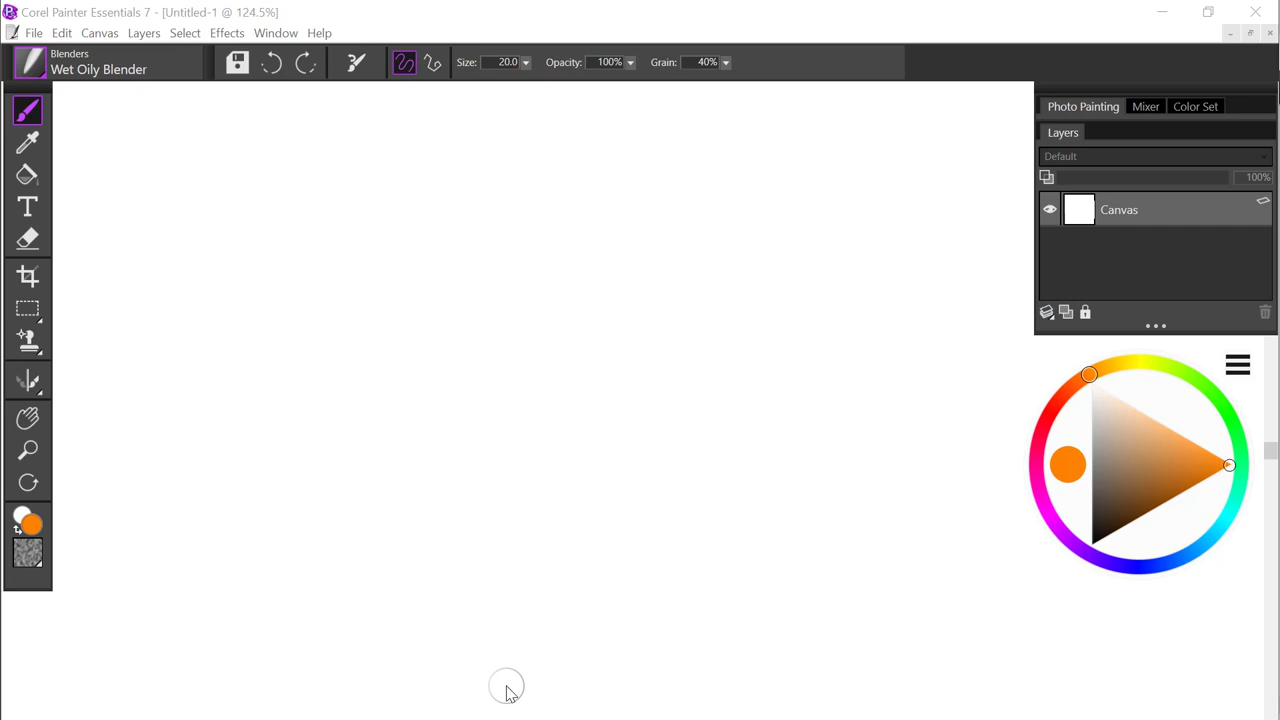 Corel Painter Essentials 7 - [Untitled-1 @ 124.5%]
File Edit Canvas Layers Select Effects Window Help
Blenders
Wet Oily Blender
Size: 20.0 Opacity: 100% Grain: 40%
Photo Painting Mixer Color Set
Layers
Default
100%
Canvas